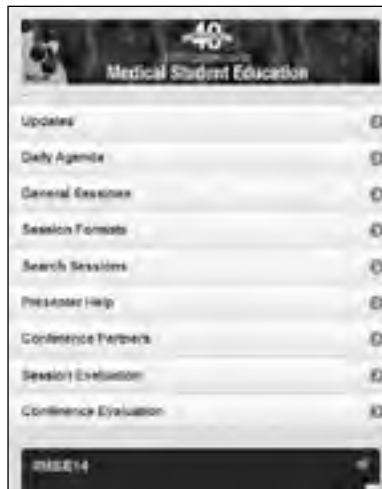 40
Medical Student Education
Updates
Daily Agenda
General Sessions
Session Formats
Search Sessions
Presenter Help
Conference Partners
Session Evaluation
Conference Evaluation